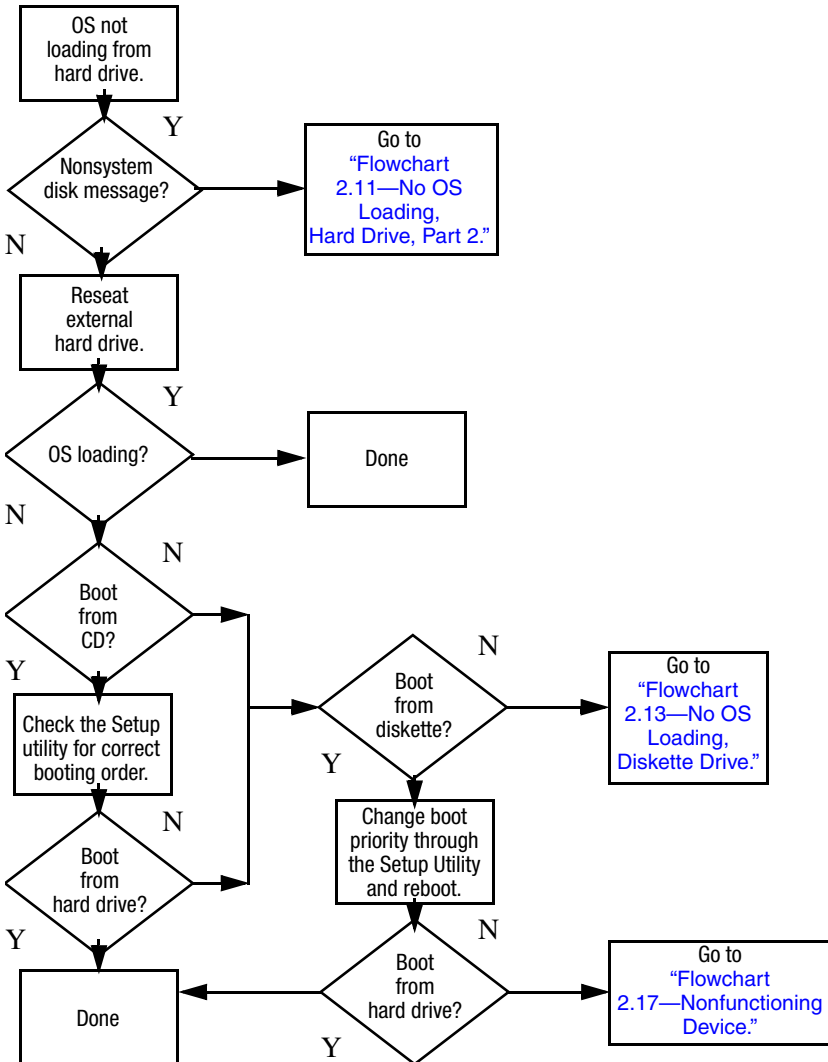 OS not
loading from
hard drive.
Y
Nonsystem
disk message?
Go to
“Flowchart
2.11—No OS
Loading,
Hard Drive, Part 2.”
N
Reseat
external
hard drive.
Y
OS loading?
Done
N
N
Boot
from
CD?
Y
Check the Setup
utility for correct
booting order.
N
Boot
from
hard drive?
Y
Done
N
Boot
from
diskette?
Go to
“Flowchart
2.13—No OS
Loading,
Diskette Drive.”
Y
Change boot
priority through
the Setup Utility
and reboot.
N
Boot
from
hard drive?
Go to
“Flowchart
2.17—Nonfunctioning
Device.”
Y